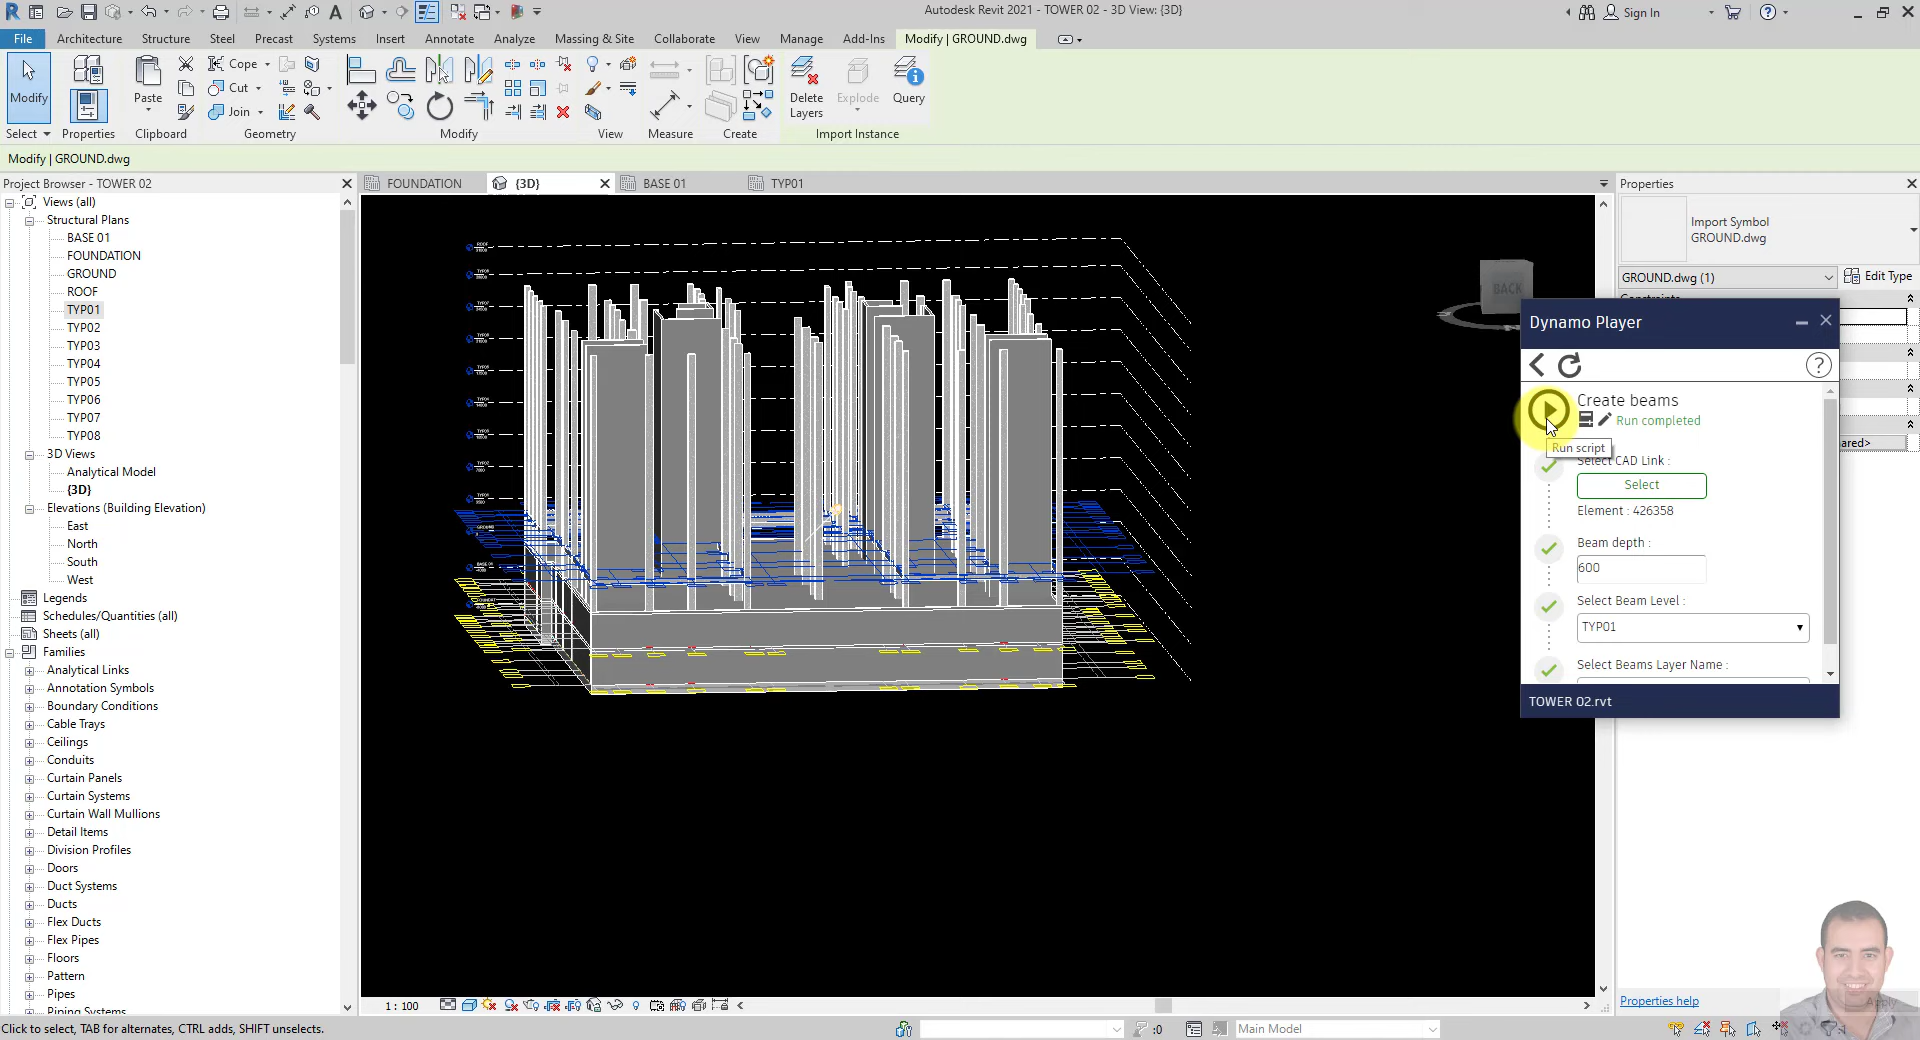 Autodesk Revit 2021 - TOWER 02 - 3D View: {3D}
Sign In
File
Architecture
Structure
Steel
Precast
Systems
Insert
Annotate
Analyze
Massing & Site
Collaborate
View
Manage
Add-Ins
Modify | GROUND.dwg
Modify
Paste
Cope
Cut
Join
Delete
Layers
Explode
Query
Select
Properties
Clipboard
Geometry
Modify
View
Measure
Create
Import Instance
Modify | GROUND.dwg
Project Browser - TOWER 02
FOUNDATION
{3D}
BASE 01
TYP01
Properties
Views (all)
Structural Plans
BASE 01
FOUNDATION
GROUND
ROOF
TYP01
TYP02
TYP03
TYP04
TYP05
TYP06
TYP07
TYP08
3D Views
Analytical Model
{3D}
Elevations (Building Elevation)
East
North
South
West
Legends
Schedules/Quantities (all)
Sheets (all)
Families
Analytical Links
Annotation Symbols
Boundary Conditions
Cable Trays
Ceilings
Conduits
Curtain Panels
Curtain Systems
Curtain Wall Mullions
Detail Items
Division Profiles
Doors
Duct Systems
Ducts
Flex Ducts
Flex Pipes
Floors
Pattern
Pipes
Piping Systems
BACK
Import Symbol
GROUND.dwg
GROUND.dwg (1)
Edit Type
Constraints
ared>
Dynamo Player
Create beams
Run completed
Run script
Select CAD Link :
Select
Element : 426358
Beam depth :
600
Select Beam Level :
TYP01
Select Beams Layer Name :
TOWER 02.rvt
1 : 100
Properties help
Apply
Click to select, TAB for alternates, CTRL adds, SHIFT unselects.
:0
Main Model
:1